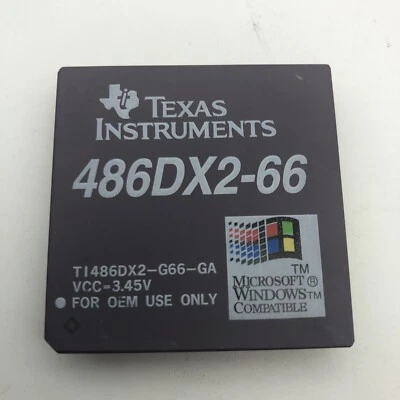 TEXAS
INSTRUMENTS
486DX2-66
TI486DX2-G66-GA
VCC=3.45V
FOR OEM USE ONLY
TM
MICROSOFT®
WINDOWS™
COMPATIBLE